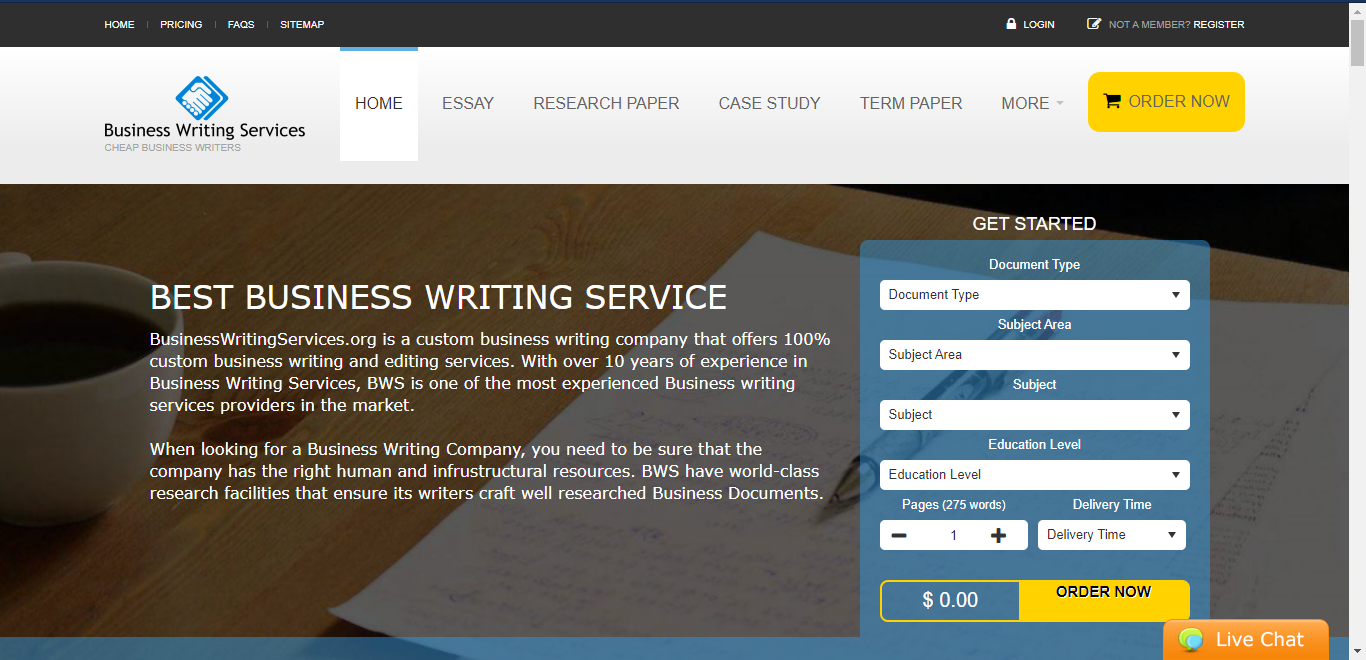 HOME | PRICING | FAQS | SITEMAP
LOGIN NOT A MEMBER? REGISTER
Business Writing Services
CHEAP BUSINESS WRITERS
HOME ESSAY RESEARCH PAPER CASE STUDY TERM PAPER MORE ORDER NOW
BEST BUSINESS WRITING SERVICE
BusinessWritingServices.org is a custom business writing company that offers 100%
custom business writing and editing services. With over 10 years of experience in
Business Writing Services, BWS is one of the most experienced Business writing
services providers in the market.
When looking for a Business Writing Company, you need to be sure that the
company has the right human and infrustructural resources. BWS have world-class
research facilities that ensure its writers craft well researched Business Documents.
GET STARTED
Document Type
Document Type
Subject Area
Subject Area
Subject
Subject
Education Level
Education Level
Pages (275 words) Delivery Time
1 Delivery Time
$ 0.00 ORDER NOW
Live Chat